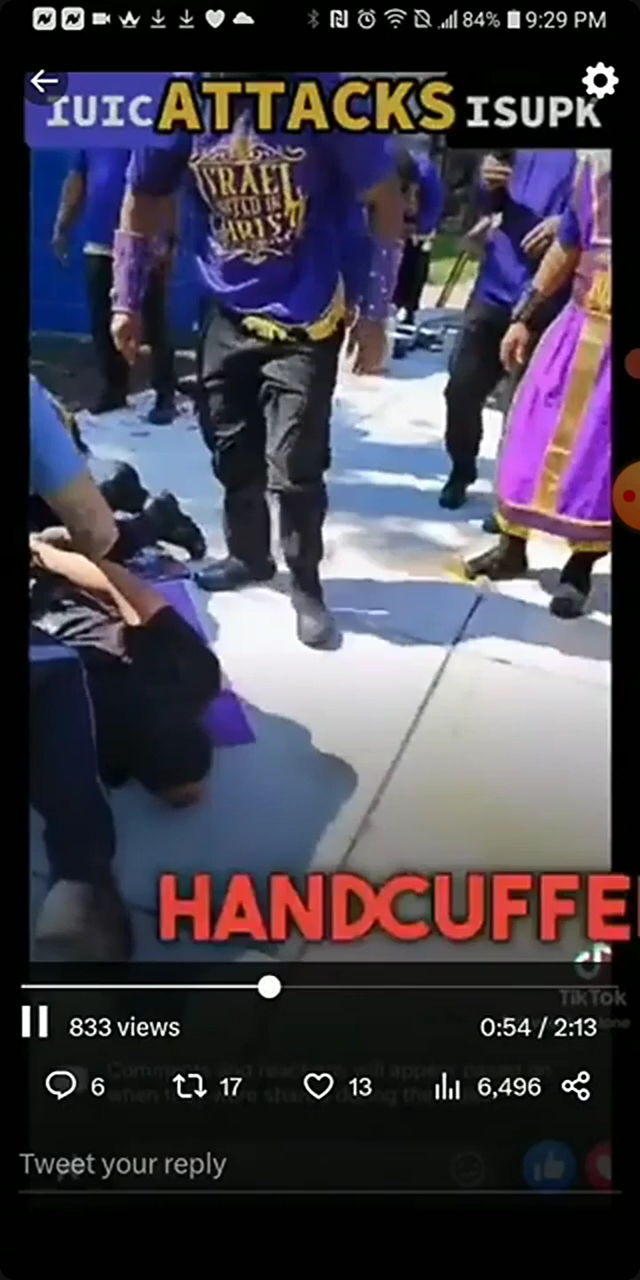 84% 9:29 PM
IUIC ATTACKS ISUPK
ISRAEL
UNITED IN
CHRIST
HANDCUFFE
TikTok
833 views
0:54 / 2:13
6 17 13 6,496
Tweet your reply